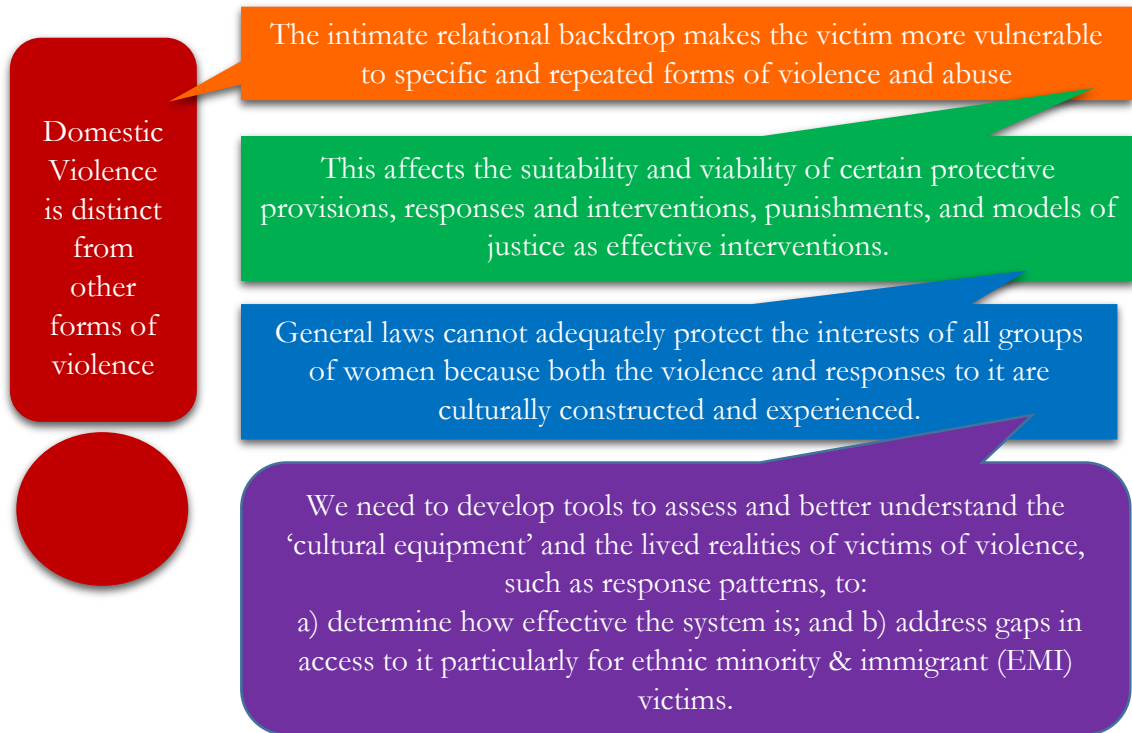 Domestic
Violence
is distinct
from
other
forms of
violence
The intimate relational backdrop makes the victim more vulnerable
to specific and repeated forms of violence and abuse
This affects the suitability and viability of certain protective
provisions, responses and interventions, punishments, and models of
justice as effective interventions.
General laws cannot adequately protect the interests of all groups
of women because both the violence and responses to it are
culturally constructed and experienced.
We need to develop tools to assess and better understand the
‘cultural equipment’ and the lived realities of victims of violence,
such as response patterns, to:
a) determine how effective the system is; and b) address gaps in
access to it particularly for ethnic minority & immigrant (EMI)
victims.